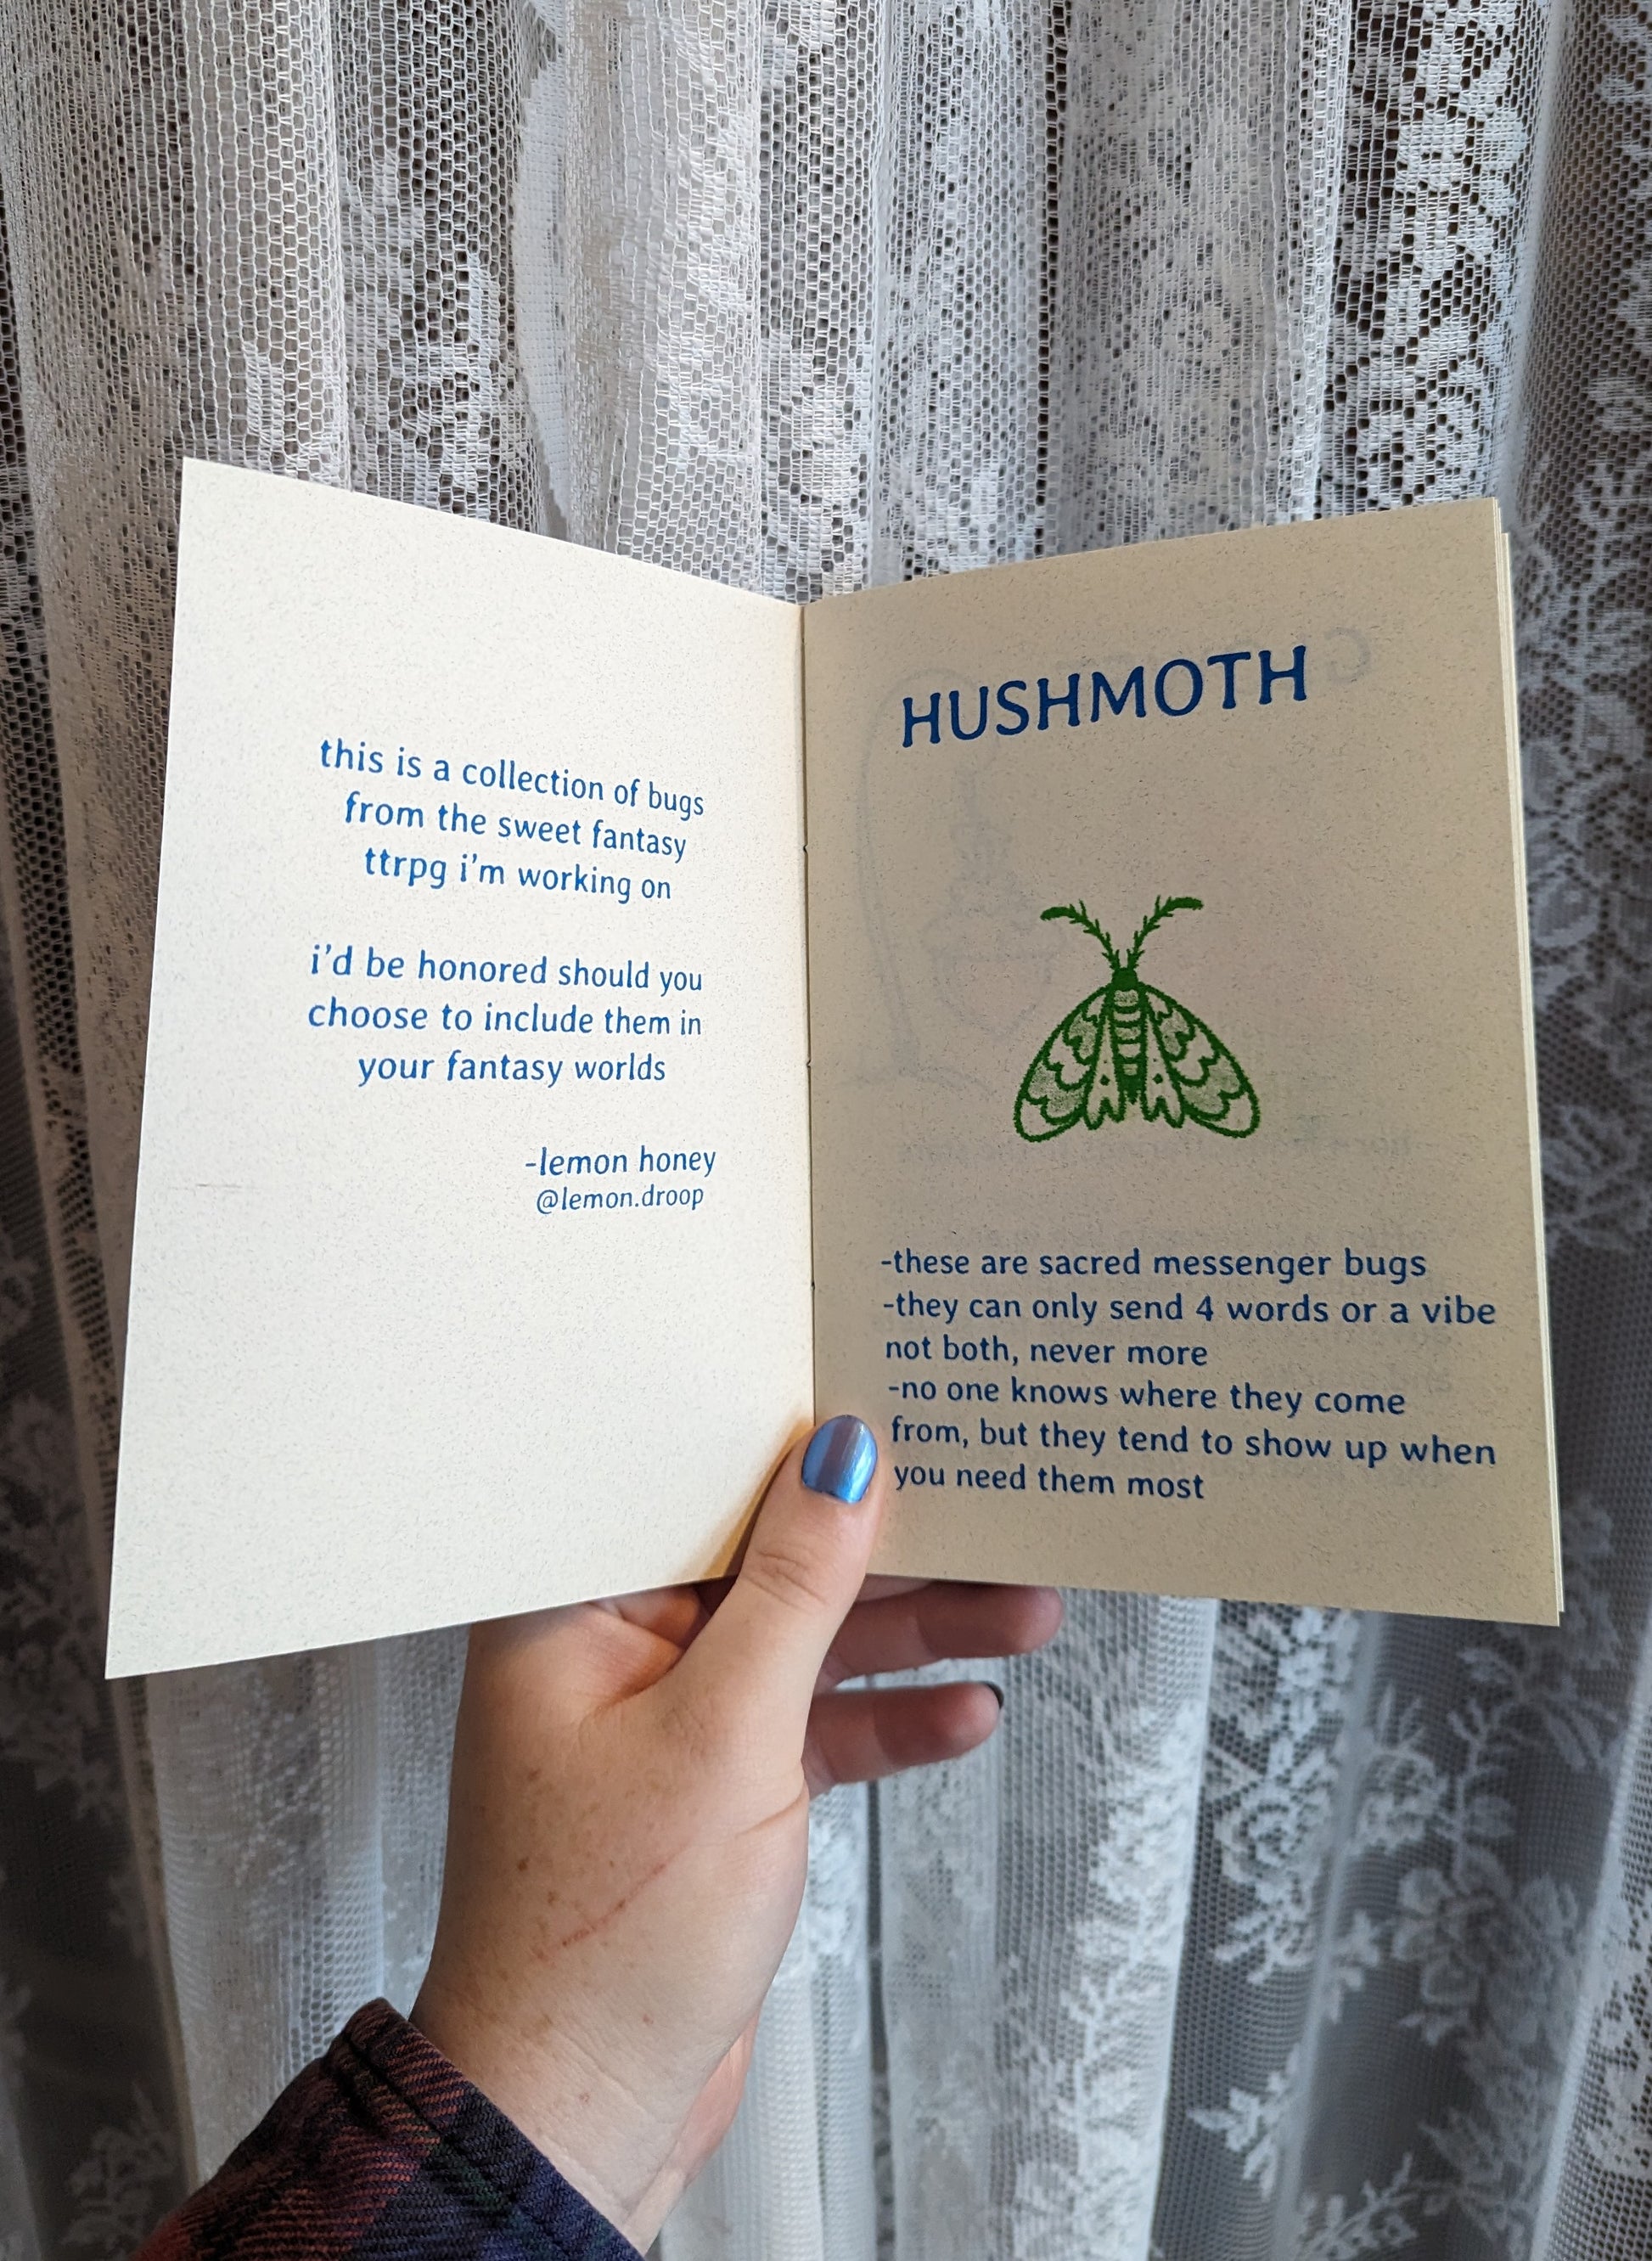 this is a collection of bugs
from the sweet fantasy
ttrpg i'm working on
i'd be honored should you
choose to include them in
your fantasy worlds
-lemon honey
@lemon.droop
HUSHMOTH
-these are sacred messenger bugs
-they can only send 4 words or a vibe
not both, never more
-no one knows where they come
from, but they tend to show up when
you need them most